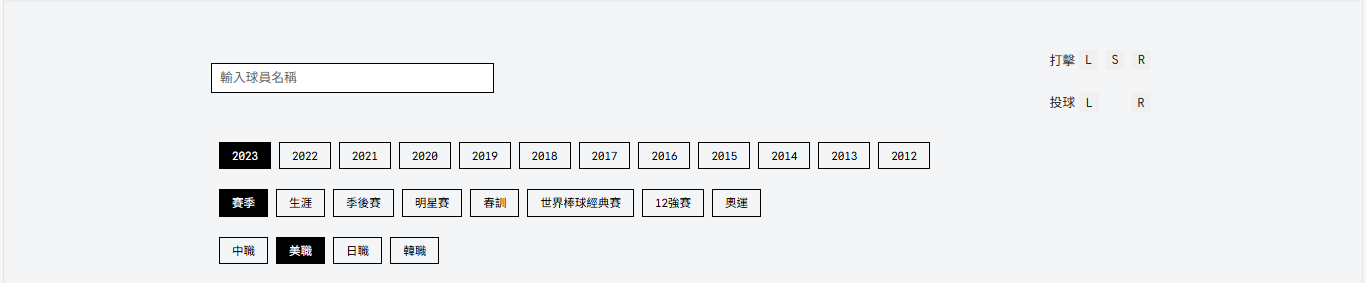 打擊 L S R
輸入球員名稱
投球 L R
2023 2022 2021 2020 2019 2018 2017 2016 2015 2014 2013 2012
賽季 生涯 季後賽 明星賽 春訓 世界棒球經典賽 12強賽 奧運
中職 美職 日職 韓職